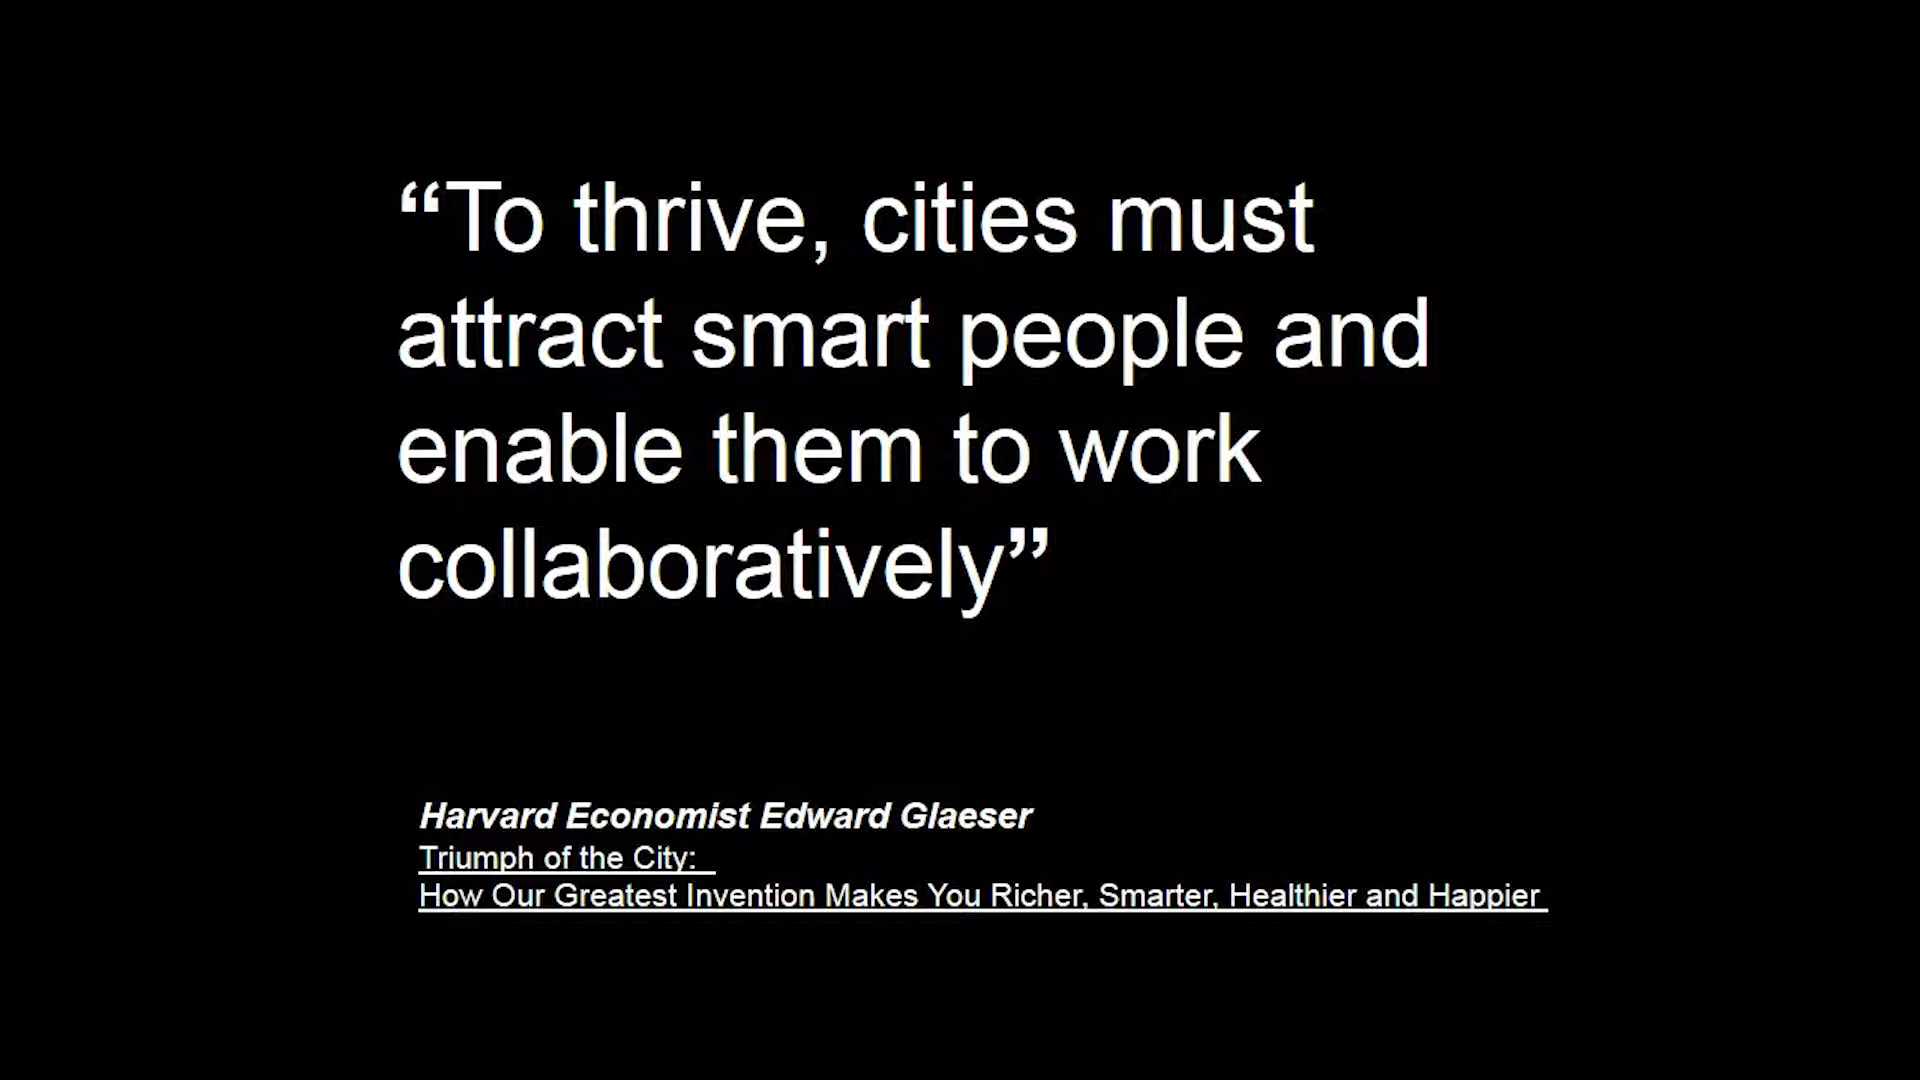 “To thrive, cities must
attract smart people and
enable them to work
collaboratively”
Harvard Economist Edward Glaeser
Triumph of the City:
How Our Greatest Invention Makes You Richer, Smarter, Healthier and Happier